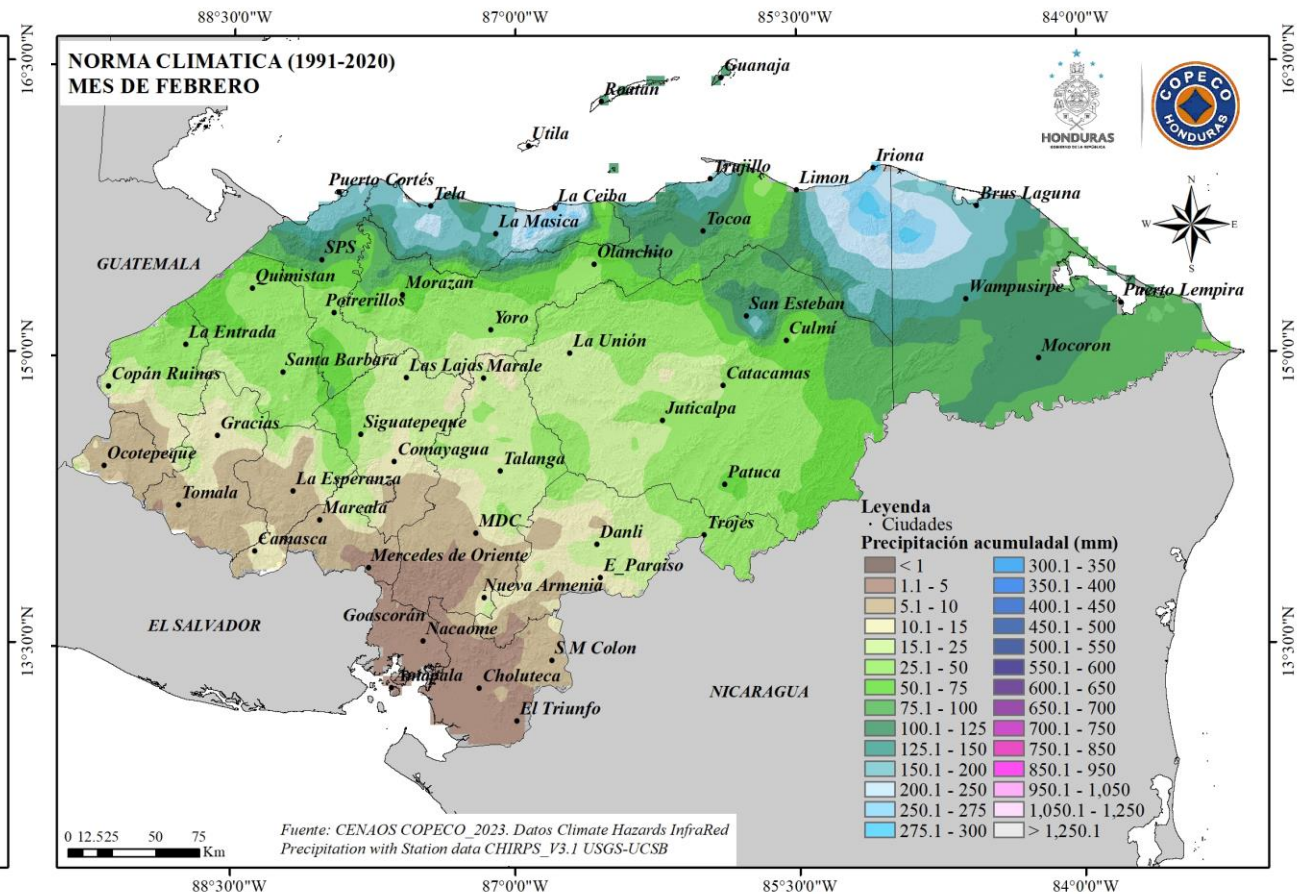 88°30'0"W 87°00'0"W 85°30'0"W 84°00'0"W
NORMA CLIMATICA (1991-2020)
MES DE FEBRERO
16°30'0"N
16°30'0"N
15°00'0"N
15°00'0"N
13°30'0"N
13°30'0"N
HONDURAS
GOBIERNO DE LA REPÚBLICA
COPECO
HONDURAS
N
W E
S
Guanaja
Roatán
Utila
Iriona
Trujillo
Limon
Puerto Cortés
Tela
La Ceiba
Brus Laguna
La Masica
Tocoa
SPS
Olanchito
GUATEMALA
Quimistan
Morazan
Wampusirpe
Puerto Lempira
Potrerillos
San Esteban
Yoro
Culmí
La Entrada
La Unión
Mocoron
Santa Barbara
Las Lajas
Marale
Copán Ruinas
Catacamas
Juticalpa
Gracias
Siguatepeque
Ocotepeque
Comayagua
Talanga
La Esperanza
Patuca
Tomala
Marcala
MDC
Danli
Trojes
Camasca
Mercedes de Oriente
E_Paraiso
Nueva Armenia
Goascorán
EL SALVADOR
Nacaome
S M Colon
Amapala
Choluteca
NICARAGUA
El Triunfo
Leyenda
· Ciudades
Precipitación acumuladal (mm)
< 1 300.1 - 350
1.1 - 5 350.1 - 400
5.1 - 10 400.1 - 450
10.1 - 15 450.1 - 500
15.1 - 25 500.1 - 550
25.1 - 50 550.1 - 600
50.1 - 75 600.1 - 650
75.1 - 100 650.1 - 700
100.1 - 125 700.1 - 750
125.1 - 150 750.1 - 850
150.1 - 200 850.1 - 950
200.1 - 250 950.1 - 1,050
250.1 - 275 1,050.1 - 1,250
275.1 - 300 > 1,250.1
0 12.525 50 75
Km
Fuente: CENAOS COPECO_2023. Datos Climate Hazards InfraRed
Precipitation with Station data CHIRPS_V3.1 USGS-UCSB
88°30'0"W 87°00'0"W 85°30'0"W 84°00'0"W